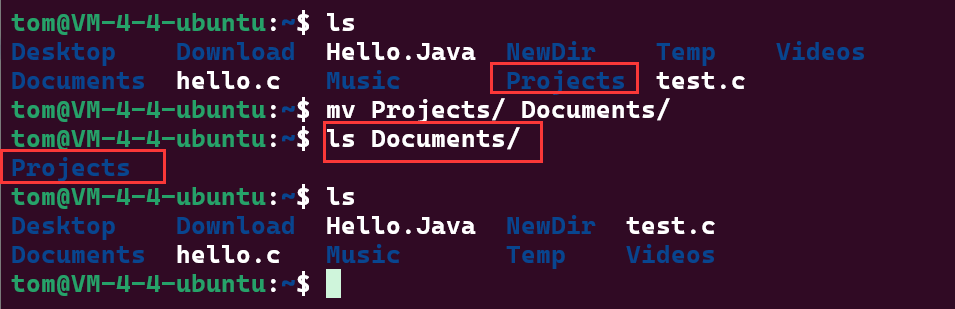 tom@VM-4-4-ubuntu:~$ ls
Desktop    Download  Hello.Java  NewDir    Temp    Videos
Documents  hello.c   Music       Projects  test.c
tom@VM-4-4-ubuntu:~$ mv Projects/ Documents/
tom@VM-4-4-ubuntu:~$ ls Documents/
Projects
tom@VM-4-4-ubuntu:~$ ls
Desktop    Download  Hello.Java  NewDir  test.c
Documents  hello.c   Music       Temp    Videos
tom@VM-4-4-ubuntu:~$